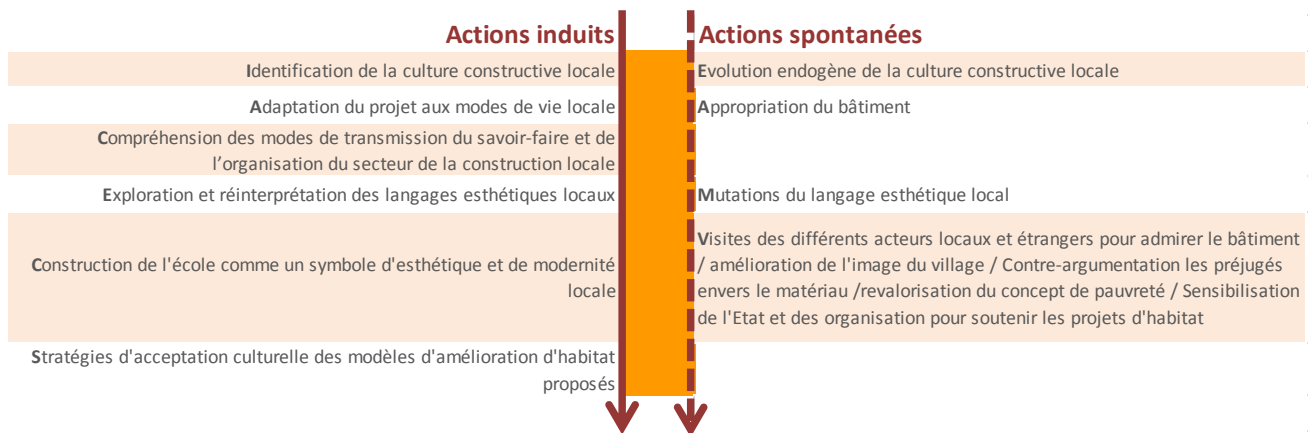 Actions induits
Actions spontanées
Identification de la culture constructive locale
Evolution endogène de la culture constructive locale
Adaptation du projet aux modes de vie locale
Appropriation du bâtiment
Compréhension des modes de transmission du savoir-faire et de
l'organisation du secteur de la construction locale
Exploration et réinterprétation des langages esthétiques locaux
Mutations du langage esthétique local
Construction de l'école comme un symbole d'esthétique et de modernité
locale
Visites des différents acteurs locaux et étrangers pour admirer le bâtiment
/ amélioration de l'image du village / Contre-argumentation les préjugés
envers le matériau /revalorisation du concept de pauvreté / Sensibilisation
de l'Etat et des organisation pour soutenir les projets d'habitat
Stratégies d'acceptation culturelle des modèles d'amélioration d'habitat
proposés